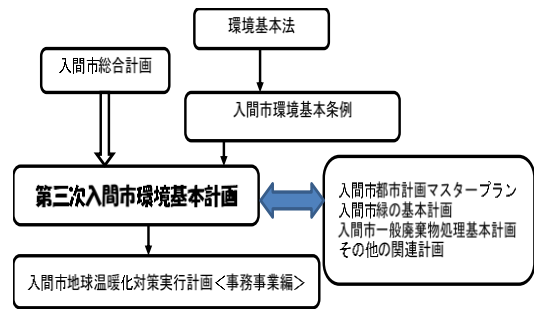 環境基本法
入間市総合計画
入間市環境基本条例
第三次入間市環境基本計画
入間市都市計画マスタープラン
入間市緑の基本計画
入間市一般廃棄物処理基本計画
その他の関連計画
入間市地球温暖化対策実行計画<事務事業編>